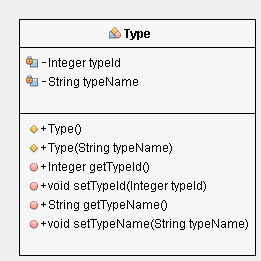 Type
-Integer typeId
-String typeName
+Type()
+Type(String typeName)
+Integer getTypeId()
+void setTypeId(Integer typeId)
+String getTypeName()
+void setTypeName(String typeName)